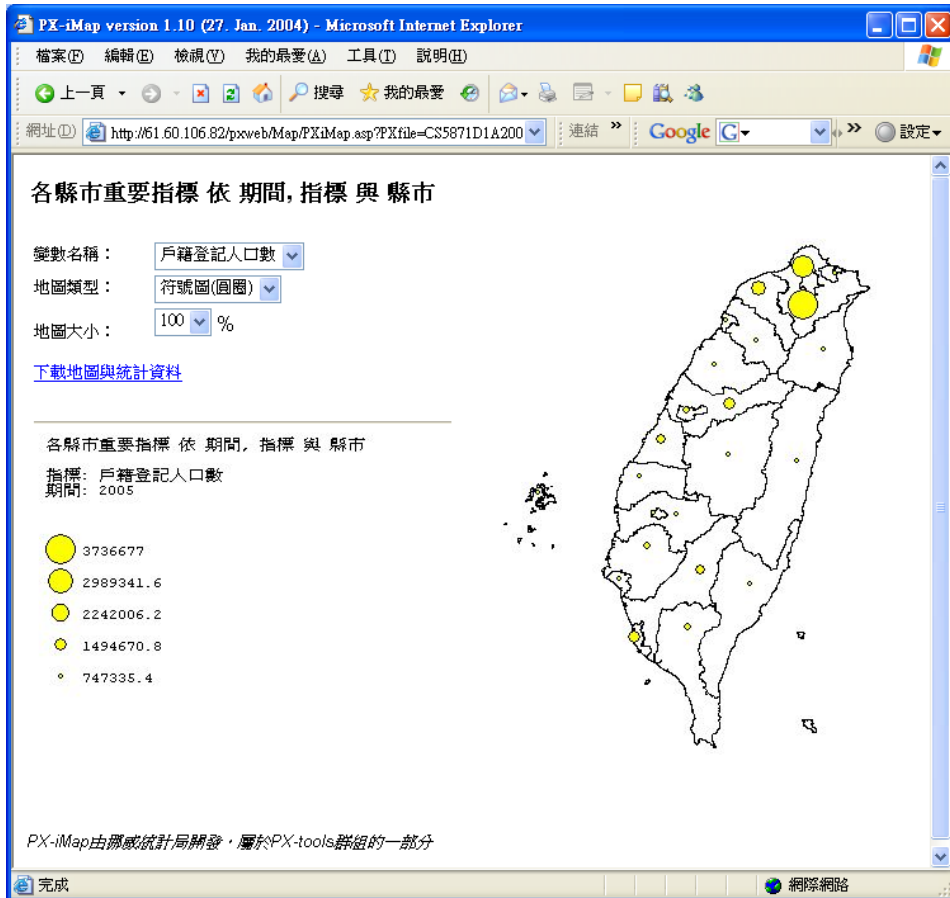 PX-iMap version 1.10 (27. Jan. 2004) - Microsoft Internet Explorer
檔案(F) 編輯(E) 檢視(V) 我的最愛(A) 工具(T) 說明(H)
上一頁 搜尋 我的最愛
網址(D) http://61.60.106.82/pxweb/Map/PXiMap.asp?PXfile=CS5871D1A200 連結 » Google G » 設定
各縣市重要指標 依 期間, 指標 與 縣市
變數名稱： 戶籍登記人口數
地圖類型： 符號圖(圓圈)
地圖大小： 100 %
下載地圖與統計資料
各縣市重要指標 依 期間, 指標 與 縣市
指標: 戶籍登記人口數
期間: 2005
3736677
2989341.6
2242006.2
1494670.8
747335.4
PX-iMap由挪威統計局開發，屬於PX-tools群組的一部分
完成 網際網路